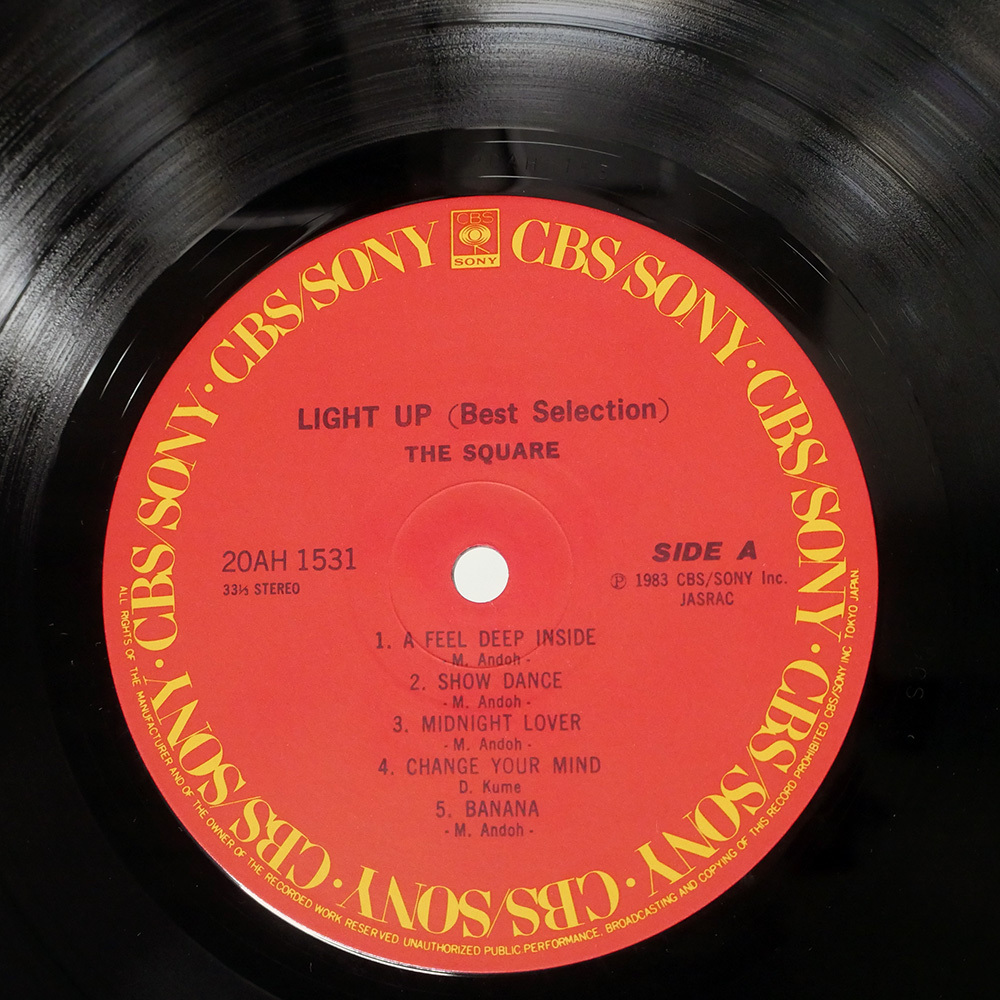 CBS
SONY
CBS/SONY · CBS/SONY · CBS/SONY · CBS/SONY · CBS/SONY · CBS/SONY · CBS/SONY · CBS/SONY
LIGHT UP (Best Selection)
THE SQUARE
20AH 1531
33⅓ STEREO
SIDE A
Ⓟ 1983 CBS/SONY Inc.
JASRAC
1. A FEEL DEEP INSIDE
M. Andoh -
2. SHOW DANCE
- M. Andoh -
3. MIDNIGHT LOVER
- M. Andoh -
4. CHANGE YOUR MIND
D. Kume
5. BANANA
- M. Andoh -
ALL RIGHTS OF THE MANUFACTURER AND OF THE OWNER OF THE RECORDED WORK RESERVED UNAUTHORIZED PUBLIC PERFORMANCE. BROADCASTING AND COPYING OF THIS RECORD PROHIBITED CBS/SONY INC TOKYO JAPAN.